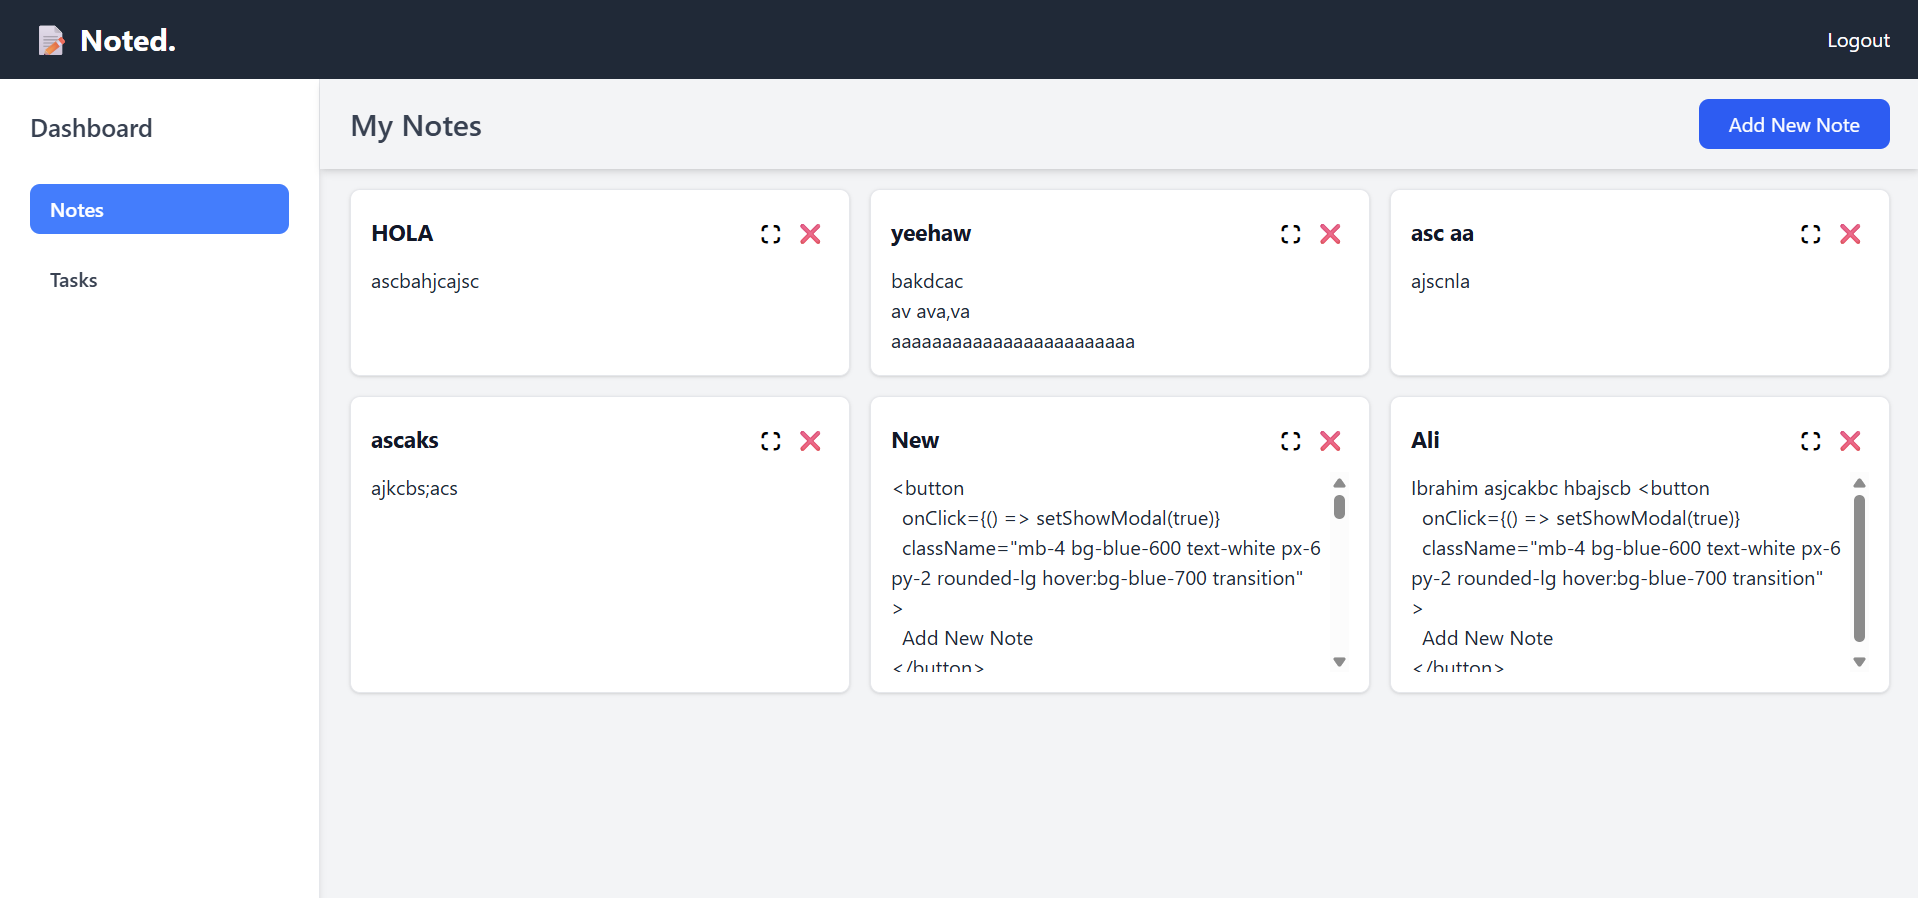 Noted.
Logout
Dashboard
Notes
Tasks
My Notes
Add New Note
HOLA
ascbahjcajsc
yeehaw
bakdcac
av ava,va
aaaaaaaaaaaaaaaaaaaaaaaa
asc aa
ajscnla
ascaks
ajkcbs;acs
New
<button
onClick={() => setShowModal(true)}
className="mb-4 bg-blue-600 text-white px-6
py-2 rounded-lg hover:bg-blue-700 transition"
>
Add New Note
</button>
Ali
Ibrahim asjcakbc hbajscb <button
onClick={() => setShowModal(true)}
className="mb-4 bg-blue-600 text-white px-6
py-2 rounded-lg hover:bg-blue-700 transition"
>
Add New Note
</button>